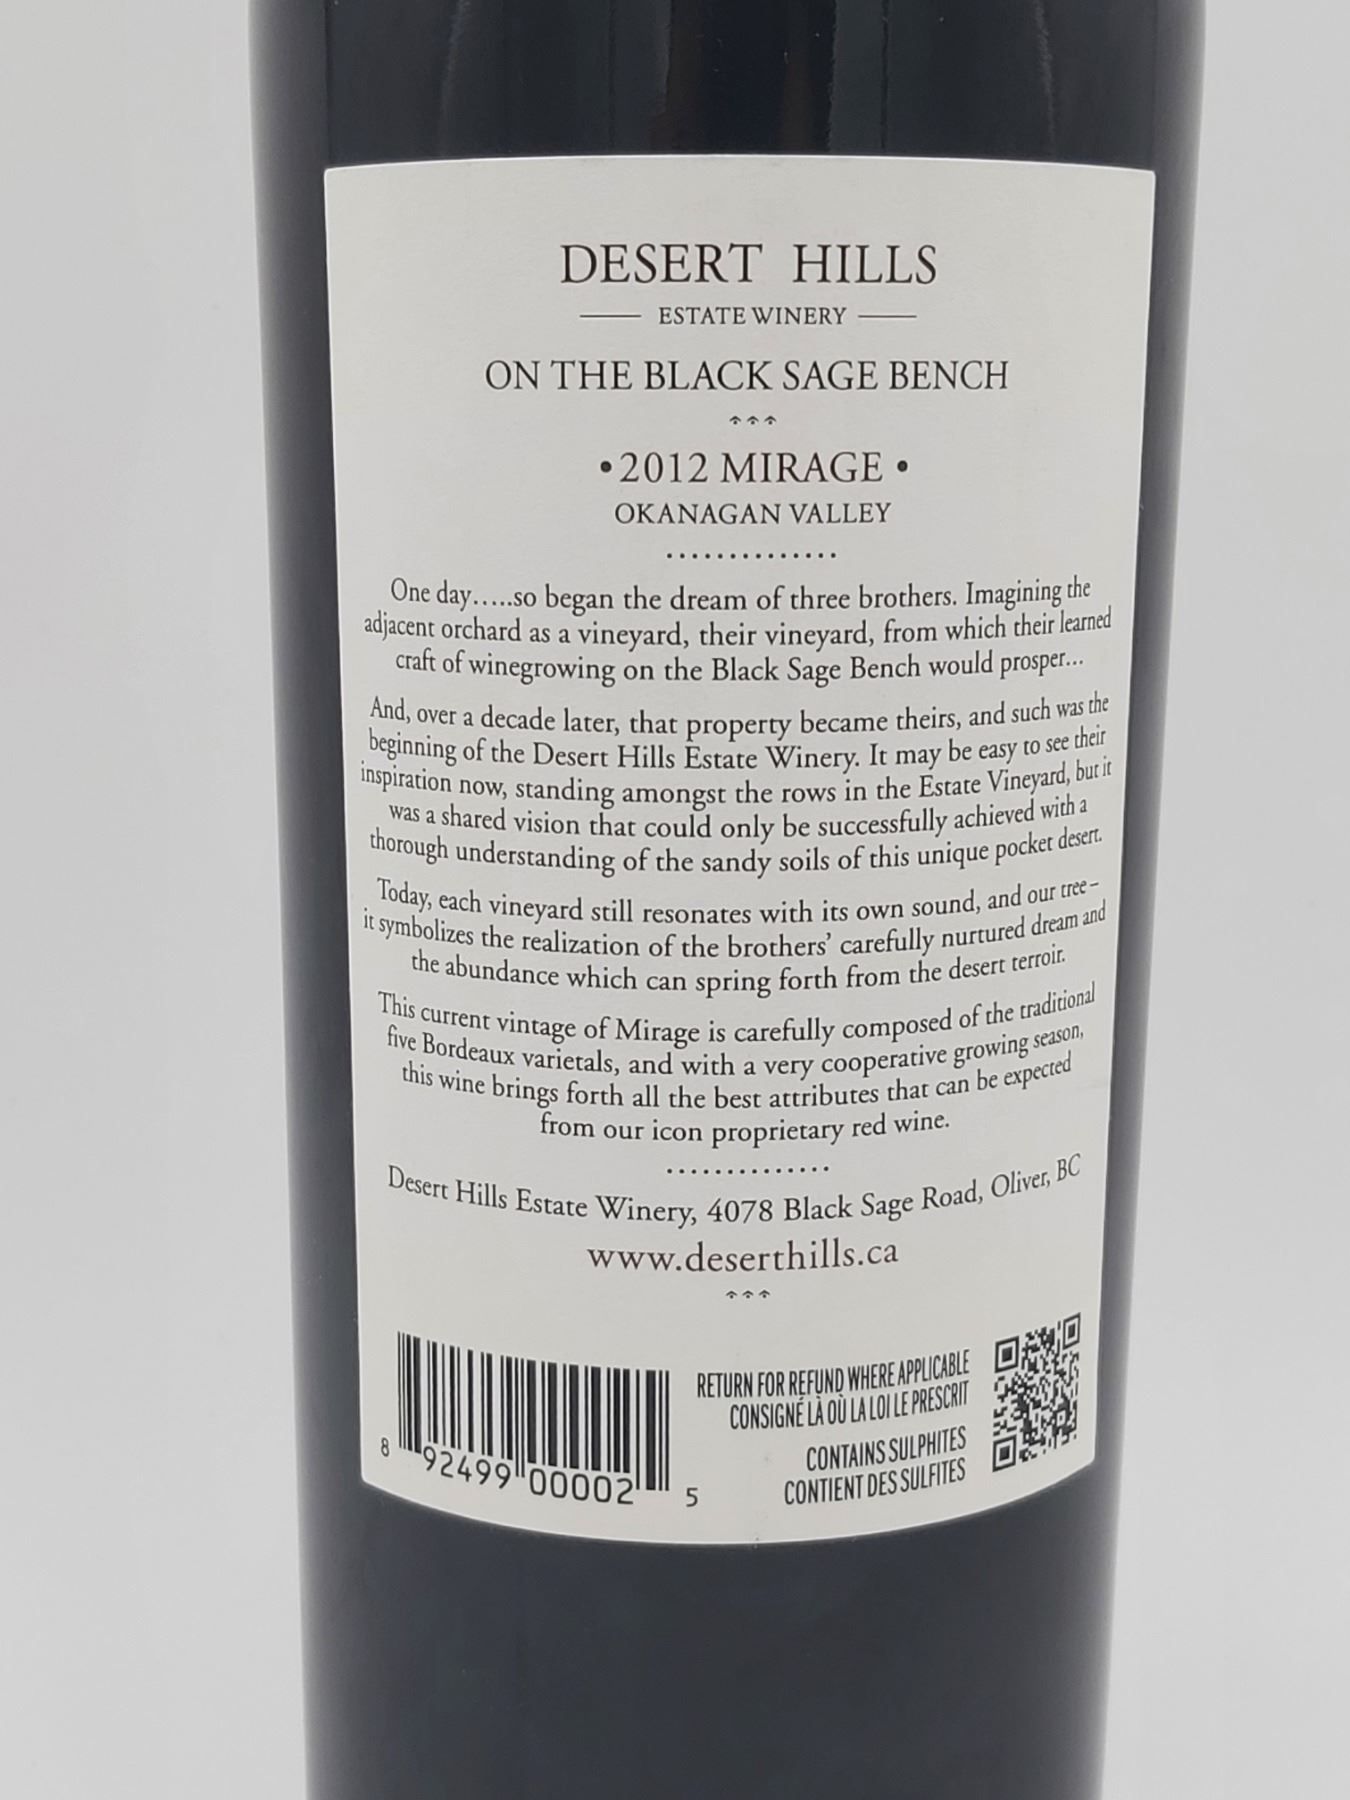 DESERT HILLS
ESTATE WINERY
ON THE BLACK SAGE BENCH
• 2012 MIRAGE •
OKANAGAN VALLEY
One day.....so began the dream of three brothers. Imagining the
adjacent orchard as a vineyard, their vineyard, from which their learned
craft of winegrowing on the Black Sage Bench would prosper...
And, over a decade later, that property became theirs, and such was the
beginning of the Desert Hills Estate Winery. It may be easy to see their
inspiration now, standing amongst the rows in the Estate Vineyard, but it
was a shared vision that could only be successfully achieved with a
thorough understanding of the sandy soils of this unique pocket desert.
Today, each vineyard still resonates with its own sound, and our tree –
it symbolizes the realization of the brothers’ carefully nurtured dream and
the abundance which can spring forth from the desert terroir.
This current vintage of Mirage is carefully composed of the traditional
five Bordeaux varietals, and with a very cooperative growing season,
this wine brings forth all the best attributes that can be expected
from our icon proprietary red wine.
Desert Hills Estate Winery, 4078 Black Sage Road, Oliver, BC
www.deserthills.ca
RETURN FOR REFUND WHERE APPLICABLE
CONSIGNÉ LÀ OÙ LA LOI LE PRESCRIT
CONTAINS SULPHITES
CONTIENT DES SULFITES
8 92499 00002 5